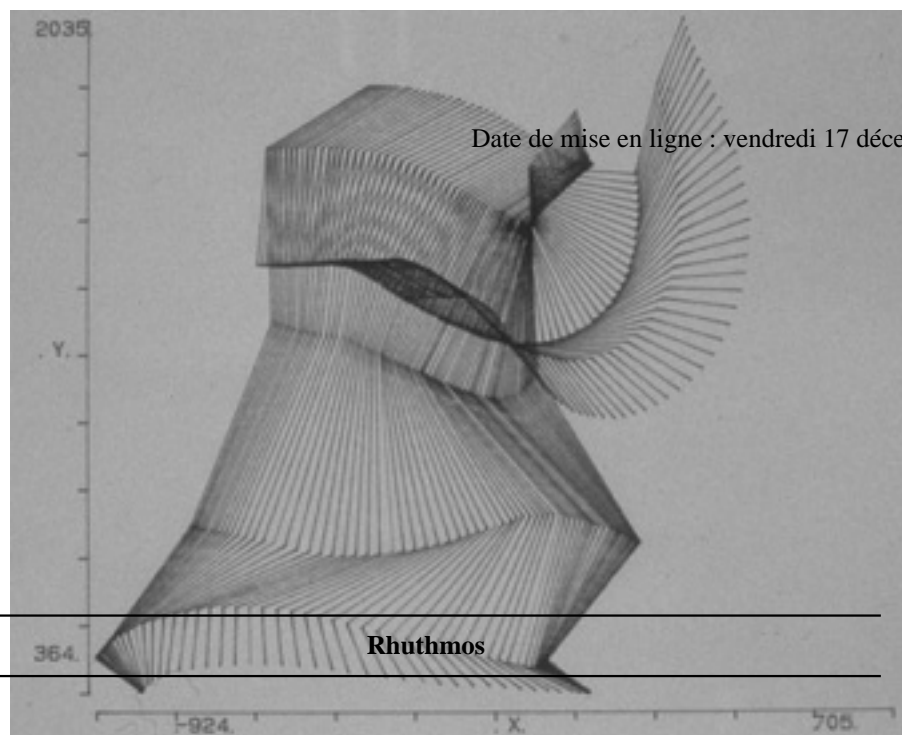 2035
Date de mise en ligne : vendredi 17 déce
. Y.
Rhuthmos
364.
-924. . X. 705.